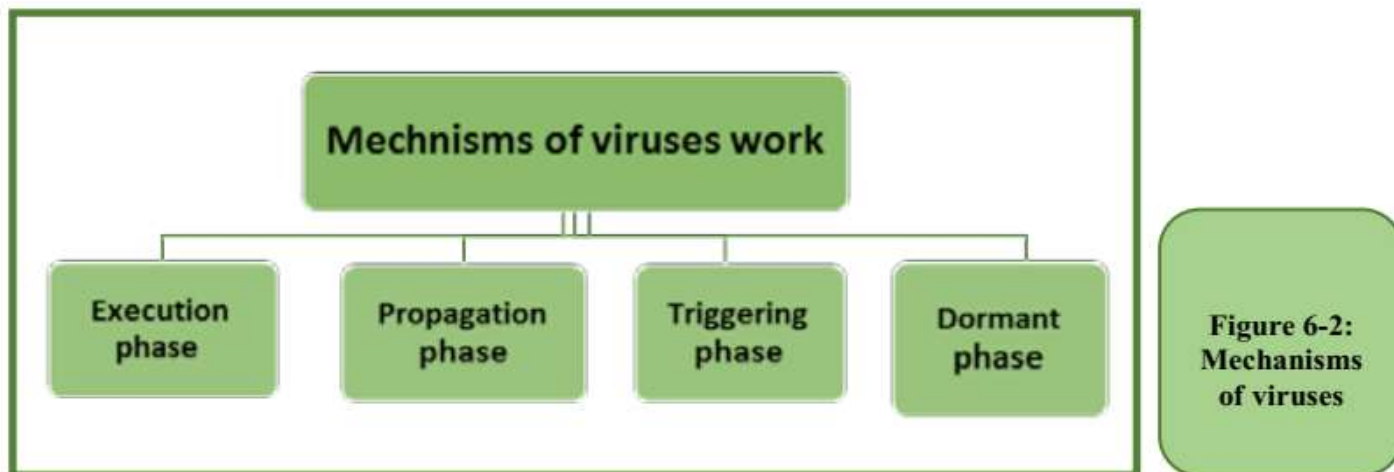 Mechnisms of viruses work
Execution
phase
Propagation
phase
Triggering
phase
Dormant
phase
Figure 6-2:
Mechanisms
of viruses